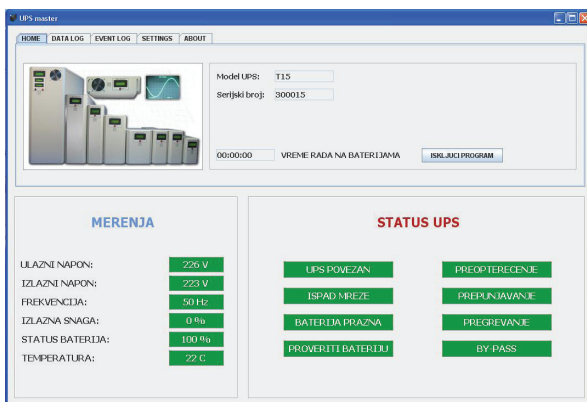 UPS master
HOME DATA LOG EVENT LOG SETTINGS ABOUT
Model UPS: T15
Serijski broj: 300015
00:00:00 VREME RADA NA BATERIJAMA ISKLJUCI PROGRAM
MERENJA
ULAZNI NAPON: 226 V
IZLAZNI NAPON: 223 V
FREKVENCIJA: 50 Hz
IZLAZNA SNAGA: 0 %
STATUS BATERIJA: 100 %
TEMPERATURA: 22 C
STATUS UPS
UPS POVEZAN PREOPTERECENJE
ISPAD MREZE PREPUNJAVANJE
BATERIJA PRAZNA PREGREVANJE
PROVERITI BATERIJU BY-PASS